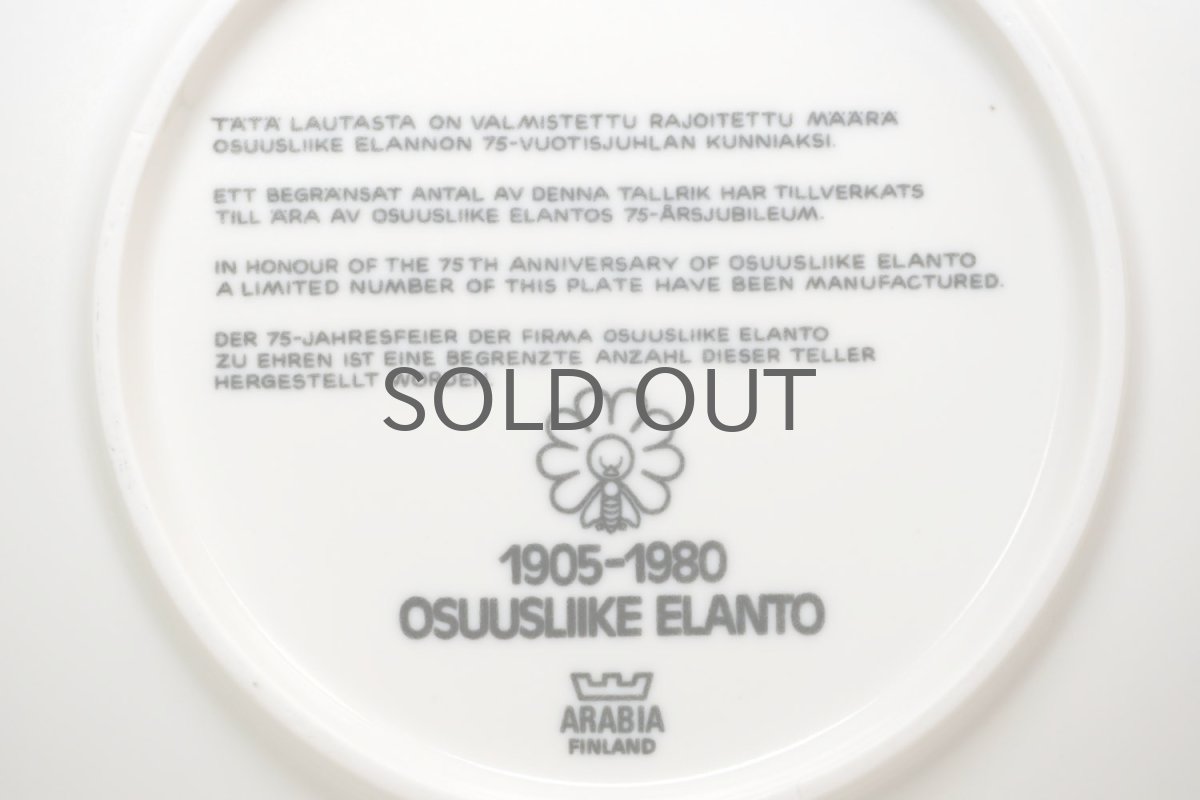 TÄTÄ LAUTASTA ON VALMISTETTU RAJOITETTU MÄÄRÄ
OSUUSLIIKE ELANNON 75-VUOTISJUHLAN KUNNIAKSI.
ETT BEGRÄNSAT ANTAL AV DENNA TALLRIK HAR TILLVERKATS
TILL ÄRA AV OSUUSLIIKE ELANTOS 75-ÅRSJUBILEUM.
IN HONOUR OF THE 75TH ANNIVERSARY OF OSUUSLIIKE ELANTO
A LIMITED NUMBER OF THIS PLATE HAVE BEEN MANUFACTURED.
DER 75-JAHRESFEIER DER FIRMA OSUUSLIIKE ELANTO
ZU EHREN IST EINE BEGRENZTE ANZAHL DIESER TELLER
HERGESTELLT WORDEN.
SOLD OUT
1905-1980
OSUUSLIIKE ELANTO
ARABIA
FINLAND